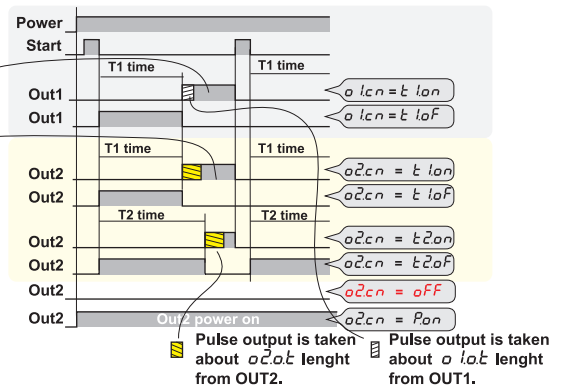 Power
Start
T1 time T1 time
Out1 o1.cn = t1.on
Out1 o1.cn = t1.oF
T1 time T1 time
Out2 o2.cn = t1.on
Out2 o2.cn = t1.oF
T2 time T2 time
Out2 o2.cn = t2.on
Out2 o2.cn = t2.oF
Out2 o2.cn = oFF
Out2 Out2 power on o2.cn = P.on
Pulse output is taken
about o2o.t lenght
from OUT2.
Pulse output is taken
about o1o.t lenght
from OUT1.